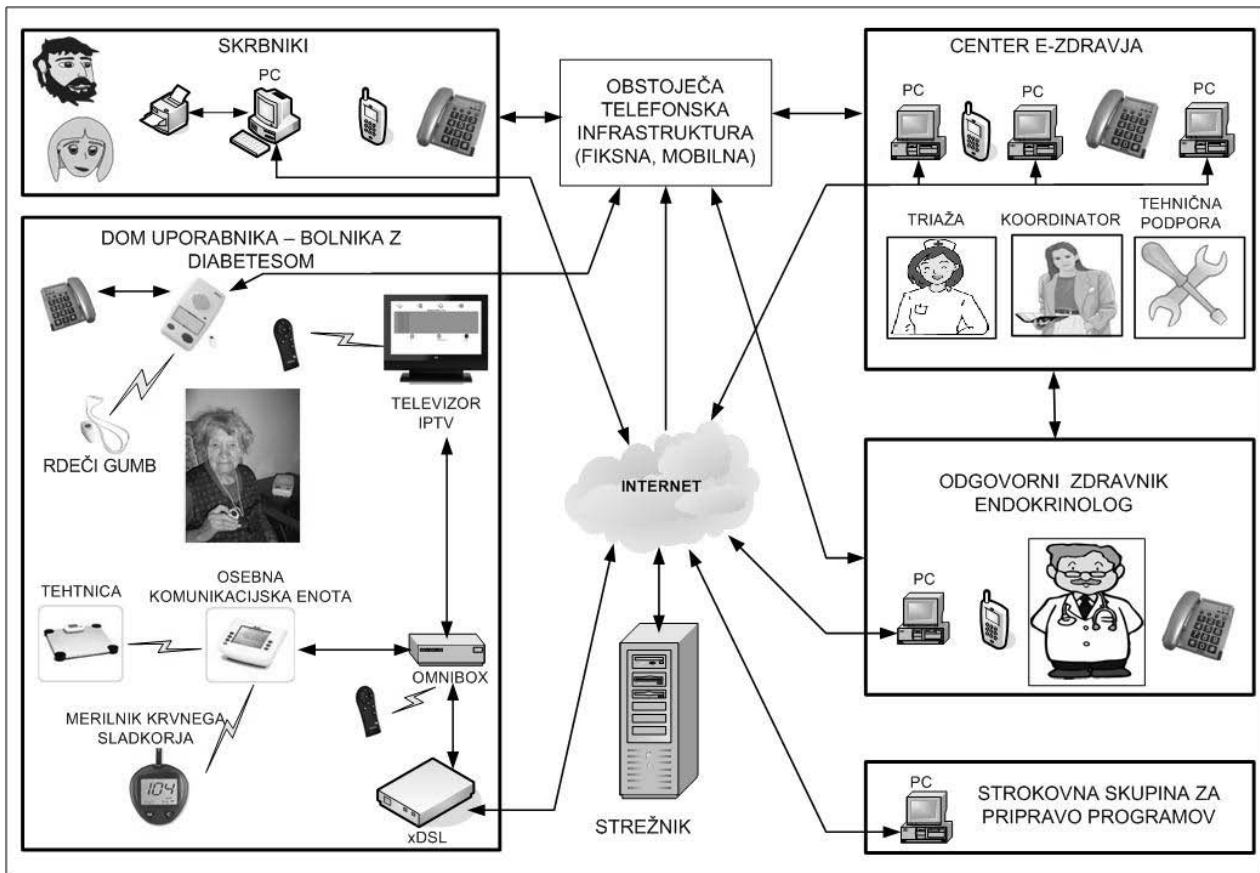 SKRBNIKI
PC
OBSTOJEČA
TELEFONSKA
INFRASTRUKTURA
(FIKSNA, MOBILNA)
CENTER E-ZDRAVJA
PC
PC
PC
TRIAŽA
KOORDINATOR
TEHNIČNA
PODPORA
DOM UPORABNIKA – BOLNIKA Z
DIABETESOM
TELEVIZOR
IPTV
RDEČI GUMB
TEHTNICA
OSEBNA
KOMUNIKACIJSKA ENOTA
OMNIBOX
MERILNIK KRVNEGA
SLADKORJA
104
xDSL
INTERNET
STREŽNIK
ODGOVORNI ZDRAVNIK
ENDOKRINOLOG
PC
PC
STROKOVNA SKUPINA ZA
PRIPRAVO PROGRAMOV